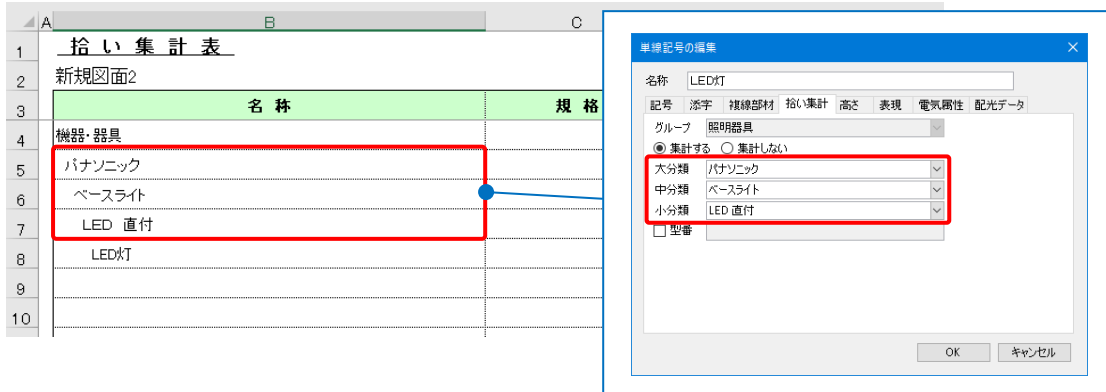 A B C
1 拾い集計表
2 新規図面2
3 名 称 規 格
4 機器・器具
5 パナソニック
6 ベースライト
7 LED 直付
8 LED灯
9
10
単線記号の編集
名称 LED灯
記号 添字 複線部材 拾い集計 高さ 表現 電気属性 配光データ
グループ 照明器具
集計する 集計しない
大分類 パナソニック
中分類 ベースライト
小分類 LED 直付
型番
OK キャンセル